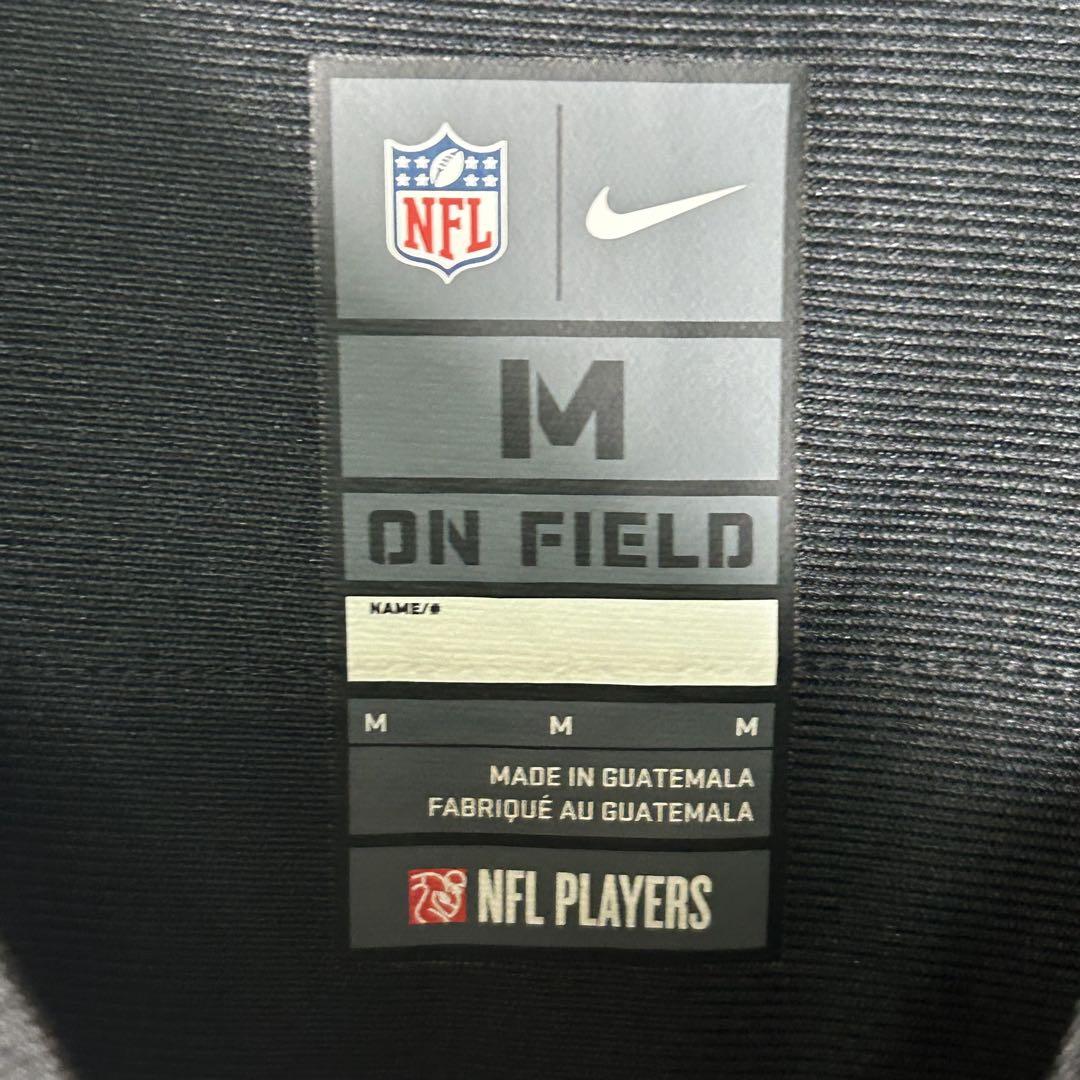 NFL
M
ON FIELD
NAME/#
M M M
MADE IN GUATEMALA
FABRIQUÉ AU GUATEMALA
NFL PLAYERS